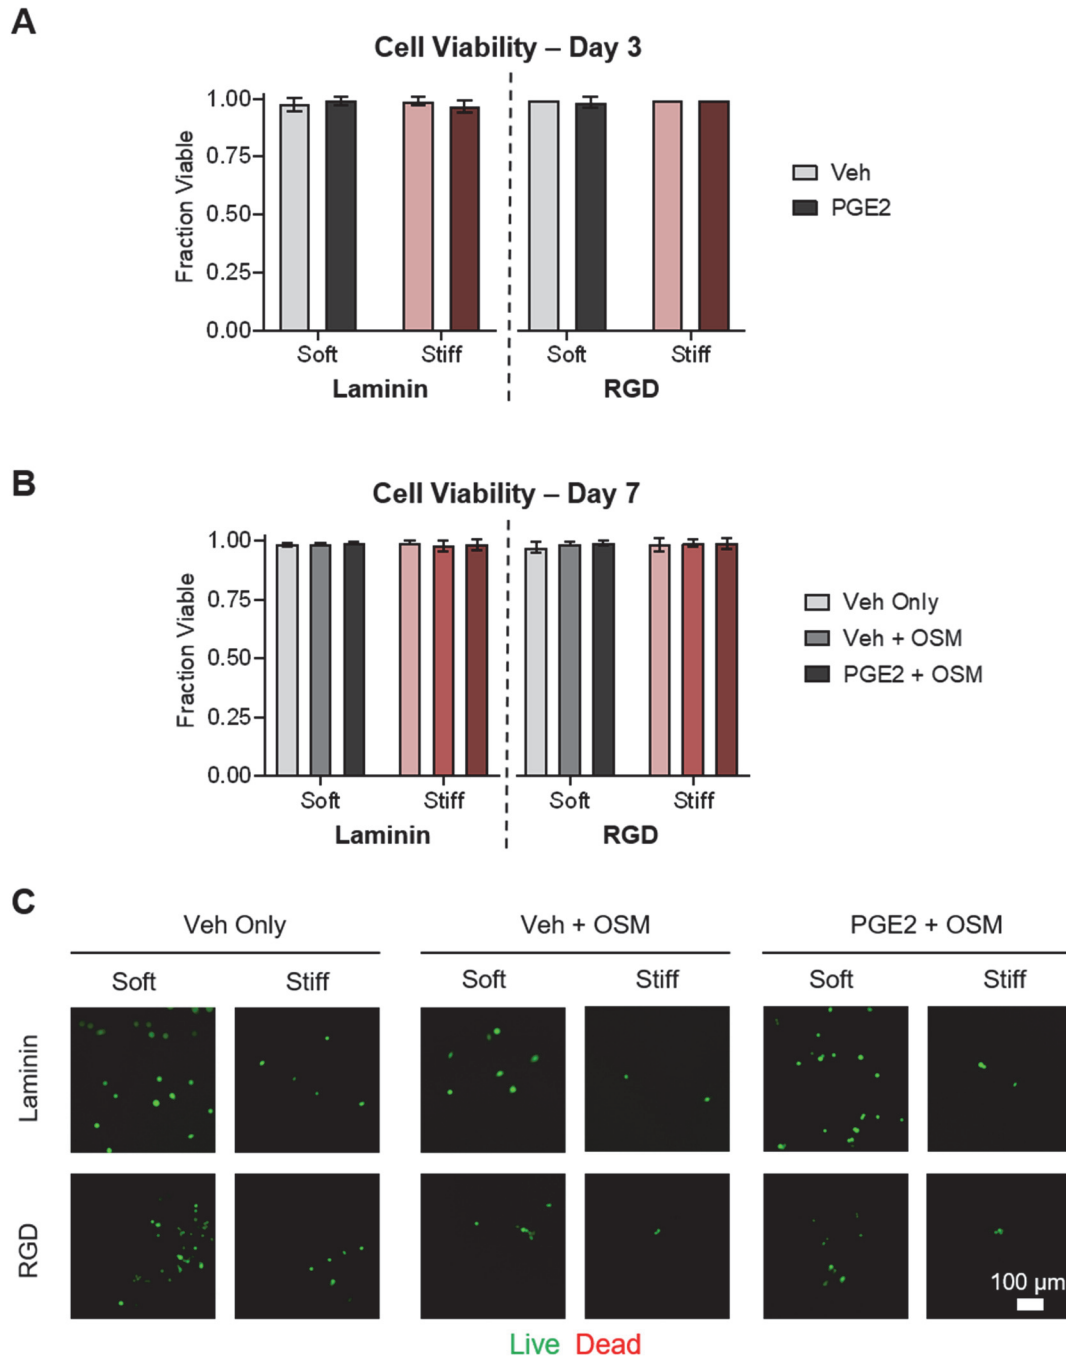 A
Cell Viability – Day 3
Fraction Viable
1.00
0.75
0.50
0.25
0.00
Soft
Stiff
Soft
Stiff
Laminin
RGD
Veh
PGE2
B
Cell Viability – Day 7
Fraction Viable
1.00
0.75
0.50
0.25
0.00
Soft
Stiff
Soft
Stiff
Laminin
RGD
Veh Only
Veh + OSM
PGE2 + OSM
C
Veh Only
Veh + OSM
PGE2 + OSM
Soft
Stiff
Soft
Stiff
Soft
Stiff
Laminin
RGD
100 µm
Live Dead